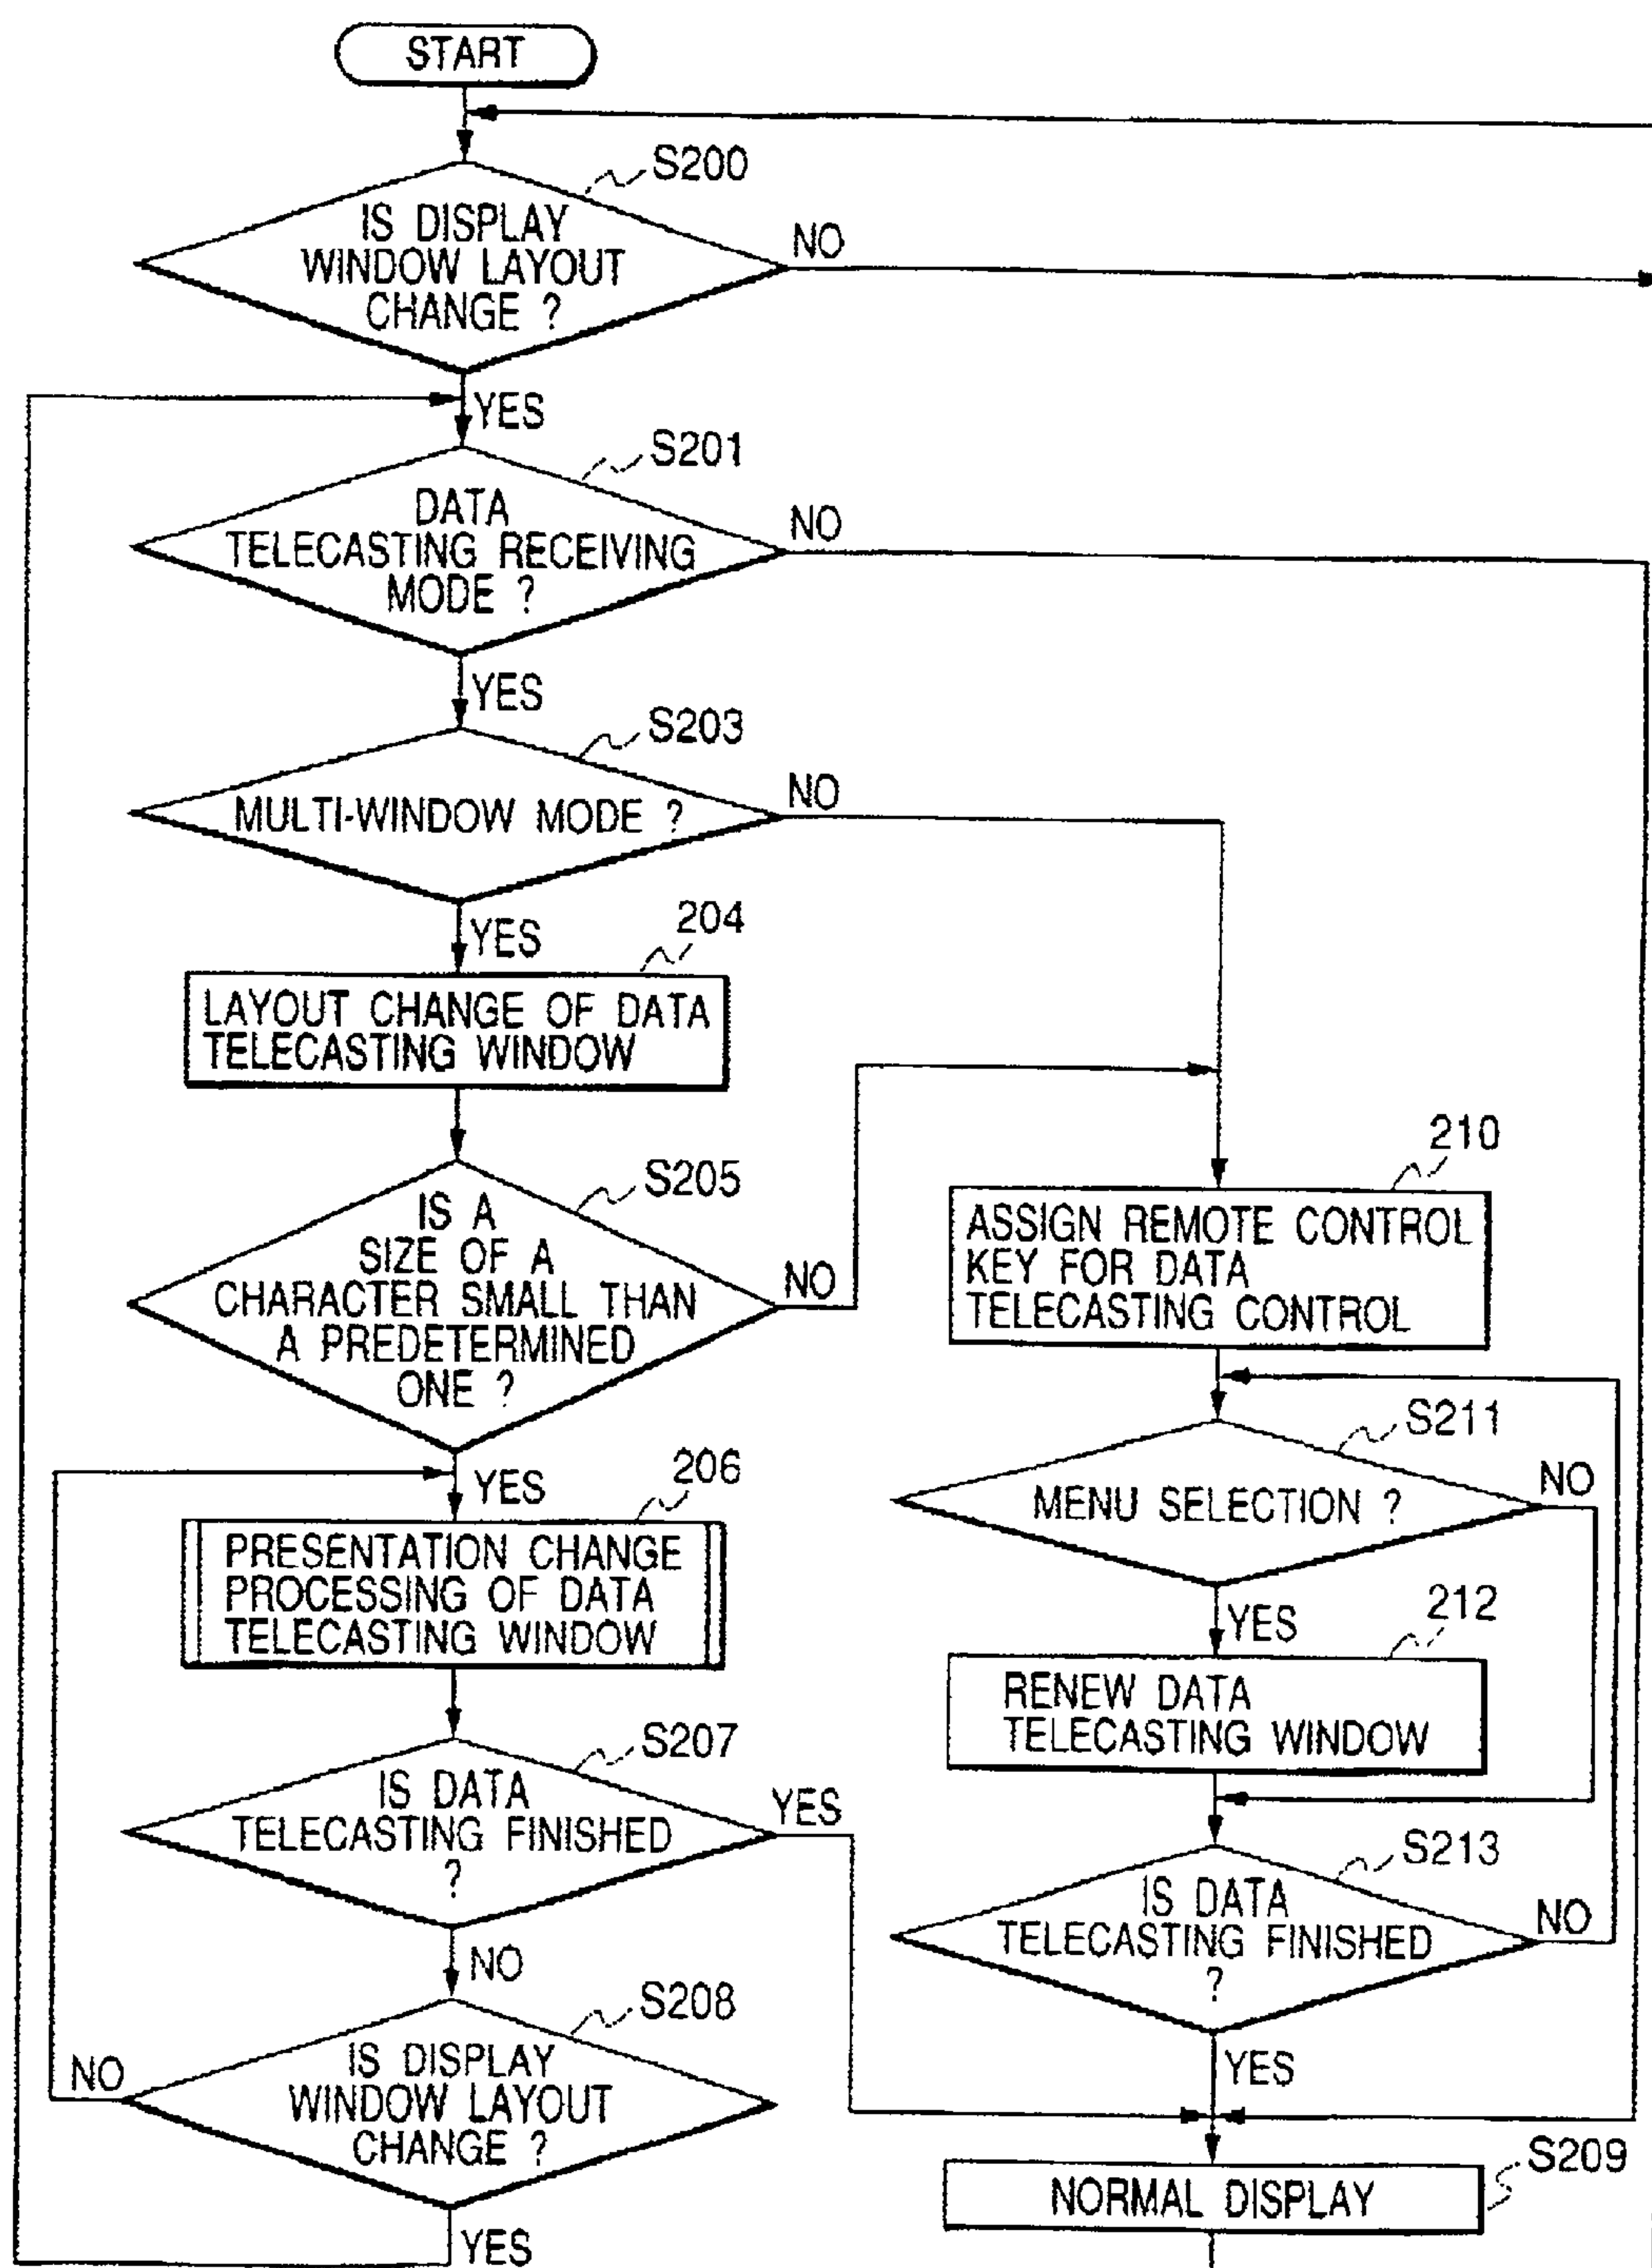 START
S200
IS DISPLAY
WINDOW LAYOUT
CHANGE ?
NO
YES
S201
DATA
TELECASTING RECEIVING
MODE ?
NO
YES
S203
MULTI-WINDOW MODE ?
NO
YES
204
LAYOUT CHANGE OF DATA
TELECASTING WINDOW
S205
IS A
SIZE OF A
CHARACTER SMALL THAN
A PREDETERMINED
ONE ?
NO
YES
206
PRESENTATION CHANGE
PROCESSING OF DATA
TELECASTING WINDOW
S207
IS DATA
TELECASTING FINISHED
?
YES
NO
S208
IS DISPLAY
WINDOW LAYOUT
CHANGE ?
NO
YES
210
ASSIGN REMOTE CONTROL
KEY FOR DATA
TELECASTING CONTROL
S211
MENU SELECTION ?
NO
YES
212
RENEW DATA
TELECASTING WINDOW
S213
IS DATA
TELECASTING FINISHED
?
NO
YES
S209
NORMAL DISPLAY